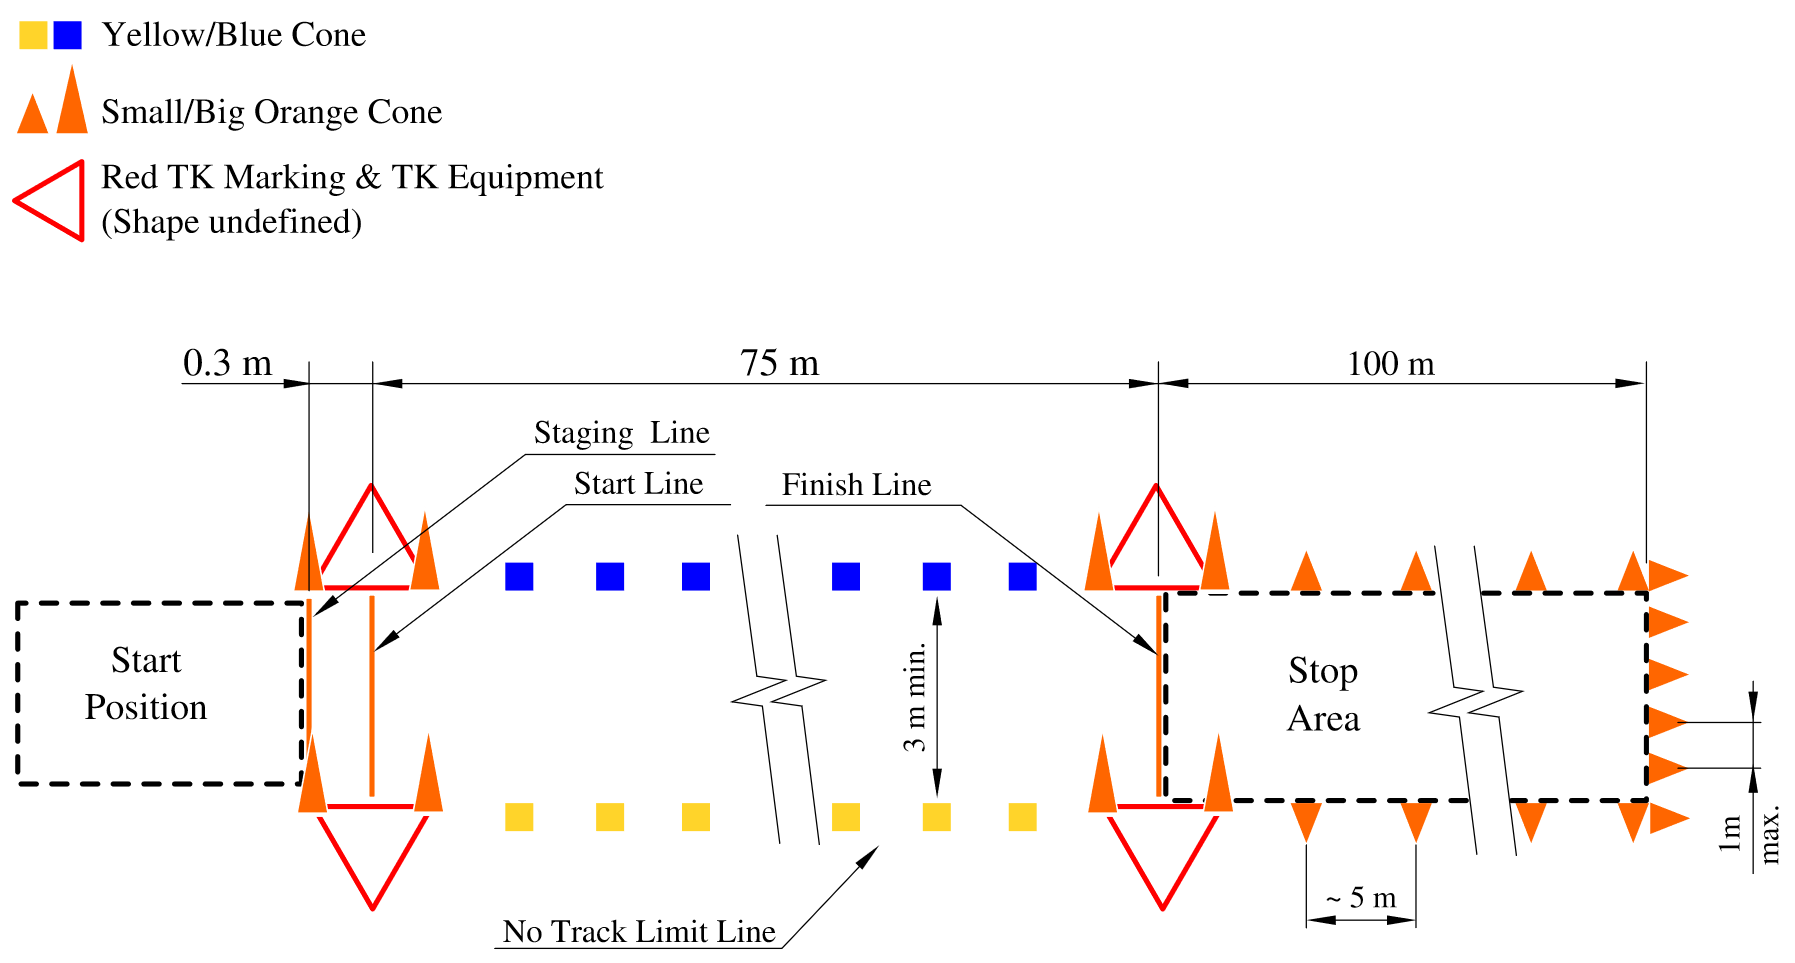 Yellow/Blue Cone
Small/Big Orange Cone
Red TK Marking & TK Equipment
(Shape undefined)
0.3 m
75 m
100 m
Staging Line
Start Line
Finish Line
Start
Position
3 m min.
Stop
Area
1m
max.
~ 5 m
No Track Limit Line